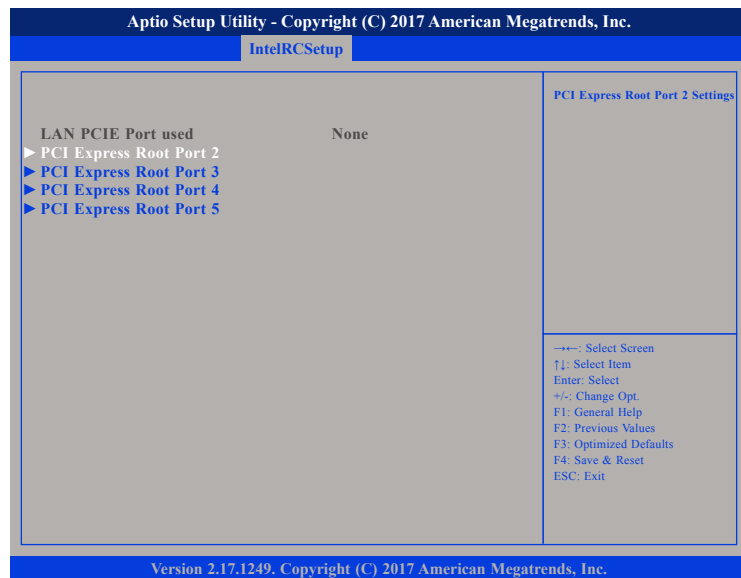 Aptio Setup Utility - Copyright (C) 2017 American Megatrends, Inc.
IntelRCSetup
LAN PCIE Port used None
► PCI Express Root Port 2
► PCI Express Root Port 3
► PCI Express Root Port 4
► PCI Express Root Port 5
PCI Express Root Port 2 Settings
→←: Select Screen
↑↓: Select Item
Enter: Select
+/-: Change Opt.
F1: General Help
F2: Previous Values
F3: Optimized Defaults
F4: Save & Reset
ESC: Exit
Version 2.17.1249. Copyright (C) 2017 American Megatrends, Inc.